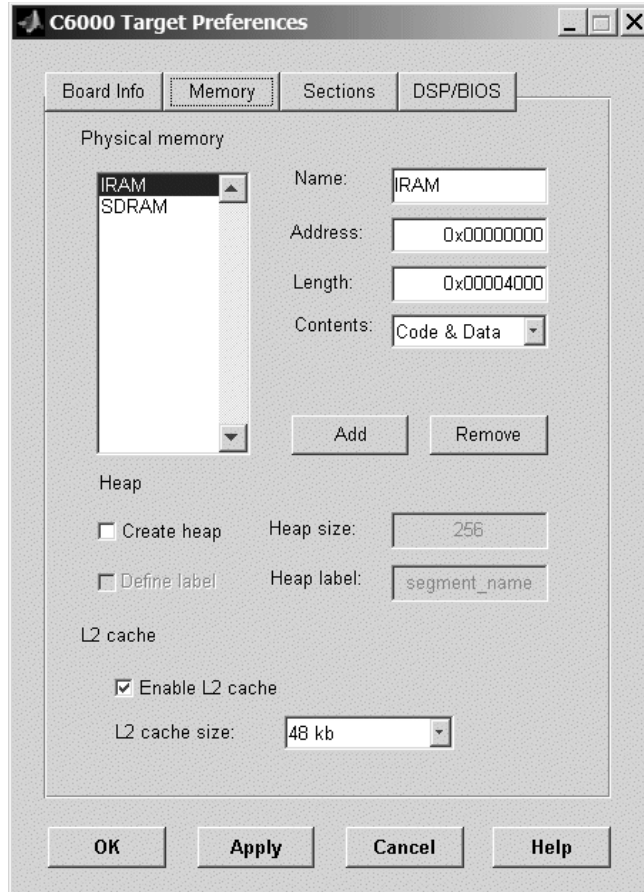 C6000 Target Preferences
Board Info Memory Sections DSP/BIOS
Physical memory
IRAM
SDRAM
Name: IRAM
Address: 0x00000000
Length: 0x00004000
Contents: Code & Data
Add Remove
Heap
Create heap Heap size: 256
Define label Heap label: segment_name
L2 cache
Enable L2 cache
L2 cache size: 48 kb
OK Apply Cancel Help